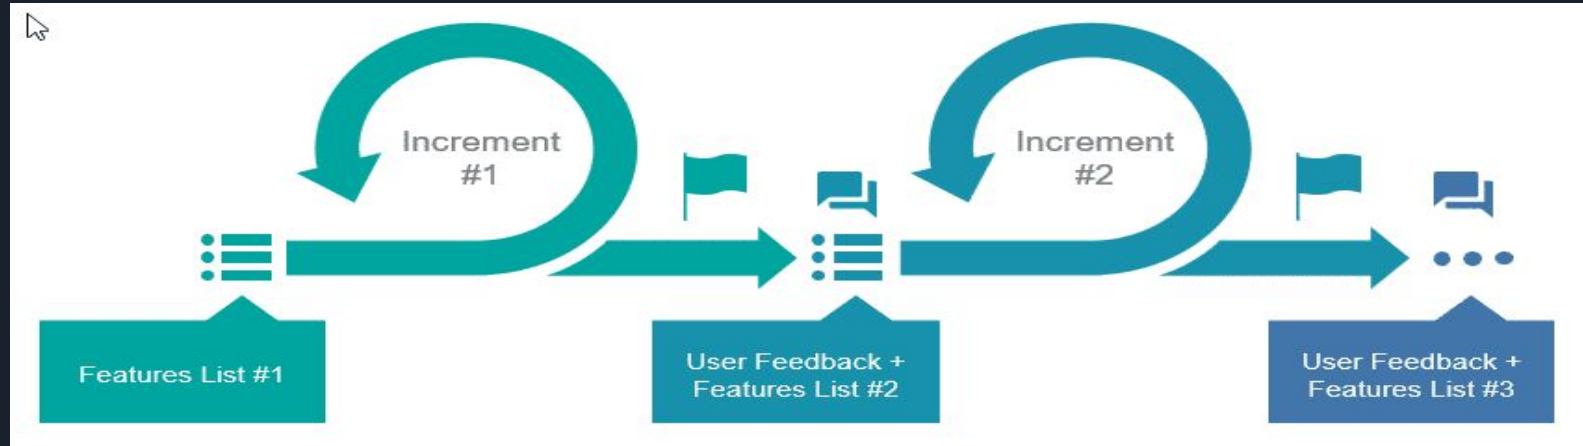 Increment
#1
Increment
#2
Features List #1
User Feedback +
Features List #2
User Feedback +
Features List #3